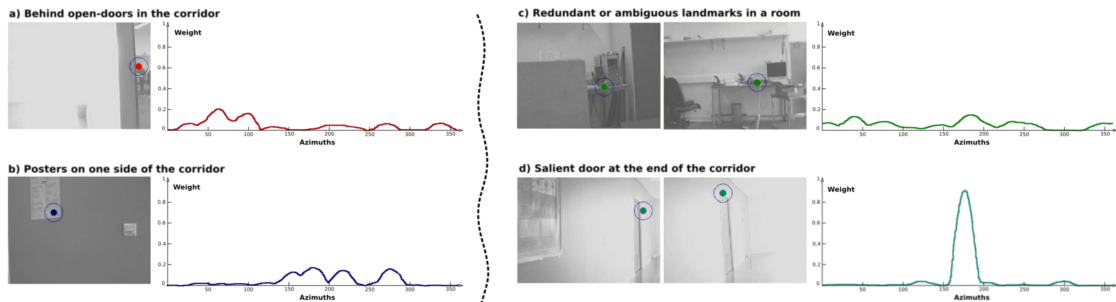 a) Behind open-doors in the corridor
Weight
1
0.8
0.6
0.4
0.2
0
50 100 150 200 250 300 350
Azimuths
b) Posters on one side of the corridor
Weight
1
0.8
0.6
0.4
0.2
0
50 100 150 200 250 300 350
Azimuths
c) Redundant or ambiguous landmarks in a room
Weight
1
0.8
0.6
0.4
0.2
0
50 100 150 200 250 300 350
Azimuths
d) Salient door at the end of the corridor
Weight
1
0.8
0.6
0.4
0.2
0
50 100 150 200 250 300 350
Azimuths